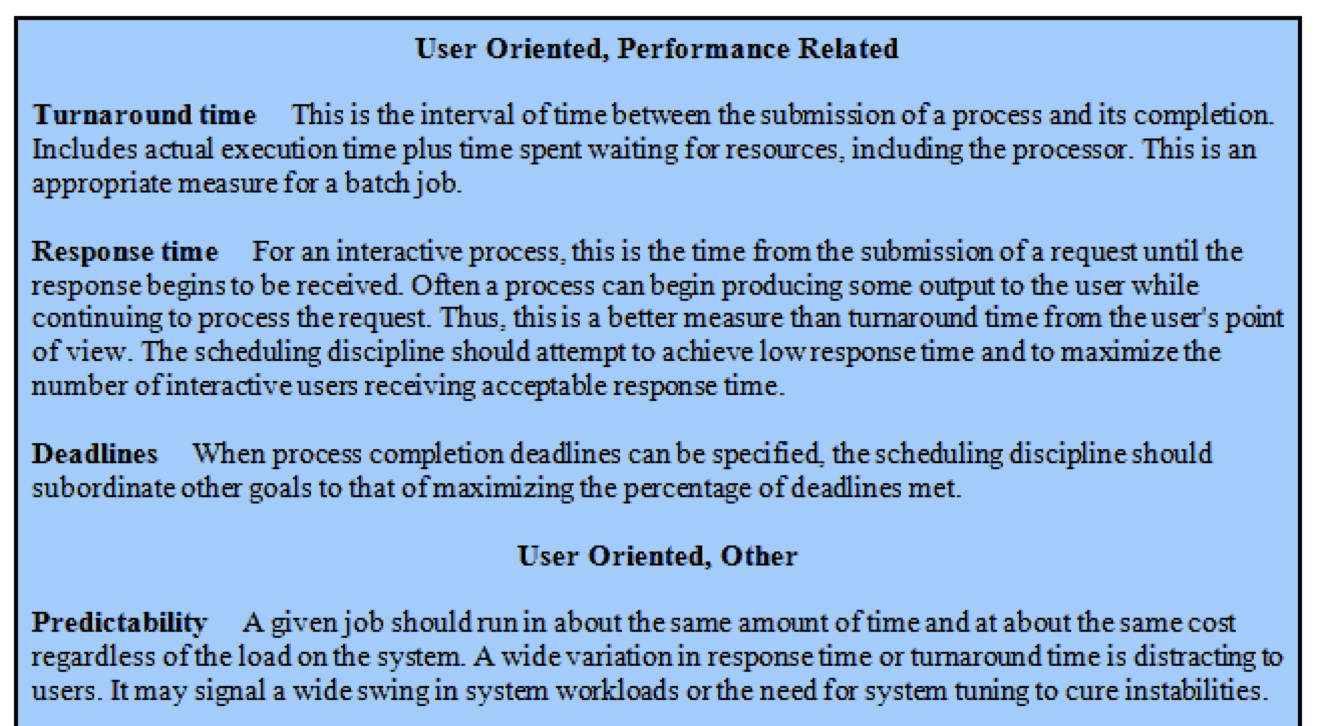 User Oriented, Performance Related
Turnaround time This is the interval of time between the submission of a process and its completion.
Includes actual execution time plus time spent waiting for resources, including the processor. This is an
appropriate measure for a batch job.
Response time For an interactive process, this is the time from the submission of a request until the
response begins to be received. Often a process can begin producing some output to the user while
continuing to process the request. Thus, this is a better measure than turnaround time from the user's point
of view. The scheduling discipline should attempt to achieve low response time and to maximize the
number of interactive users receiving acceptable response time.
Deadlines When process completion deadlines can be specified, the scheduling discipline should
subordinate other goals to that of maximizing the percentage of deadlines met.
User Oriented, Other
Predictability A given job should run in about the same amount of time and at about the same cost
regardless of the load on the system. A wide variation in response time or turnaround time is distracting to
users. It may signal a wide swing in system workloads or the need for system tuning to cure instabilities.